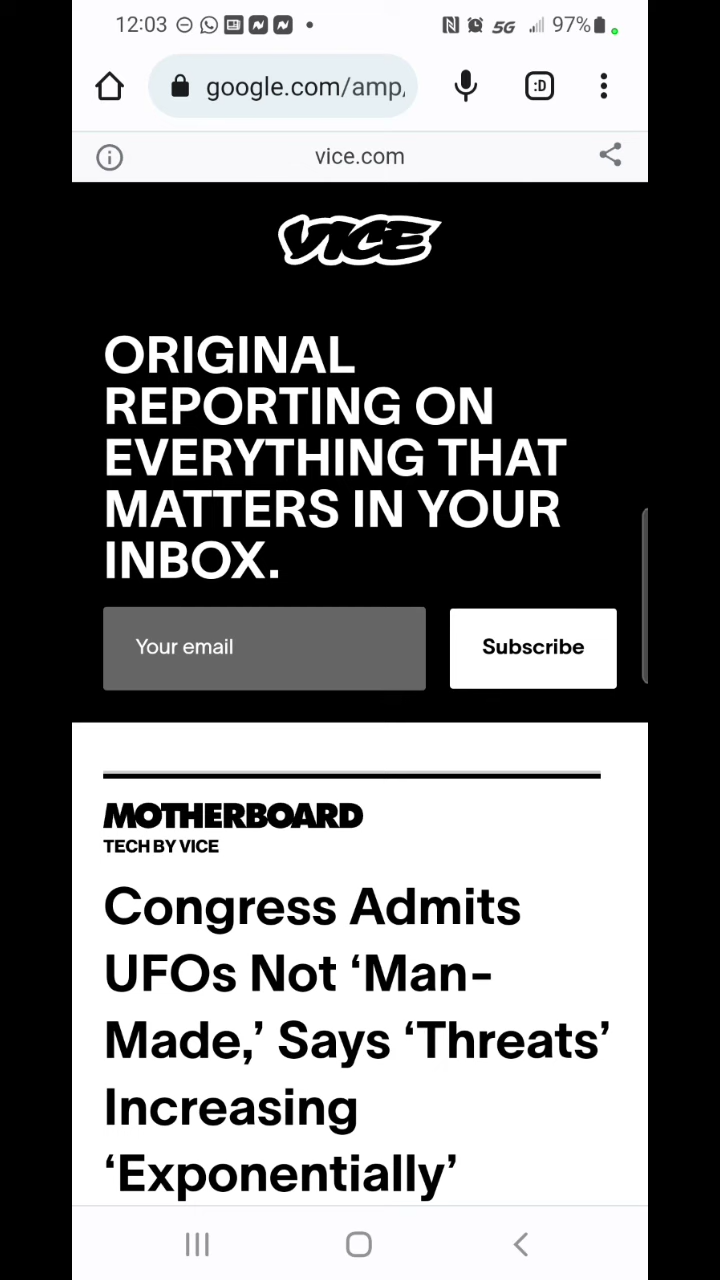 12:03 5G 97%
google.com/amp/
vice.com
VICE
ORIGINAL
REPORTING ON
EVERYTHING THAT
MATTERS IN YOUR
INBOX.
Your email Subscribe
MOTHERBOARD
TECH BY VICE
Congress Admits
UFOs Not ‘Man-
Made,’ Says ‘Threats’
Increasing
‘Exponentially’